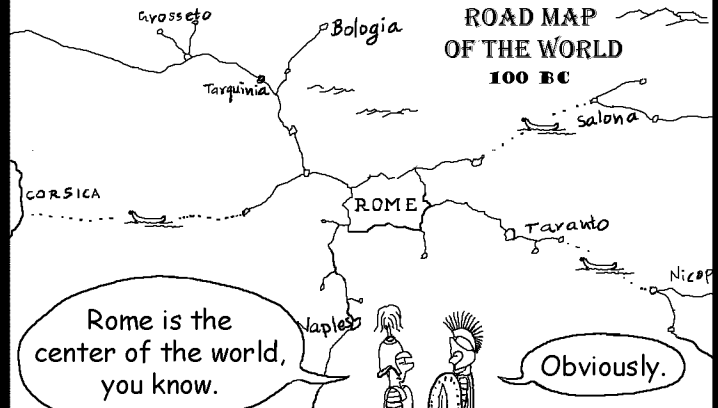 Grosseto
Bologia
ROAD MAP
OF THE WORLD
100 BC
Tarquinia
Salona
CORSICA
ROME
Taranto
Nicop
Naples
Rome is the
center of the world,
you know.
Obviously.